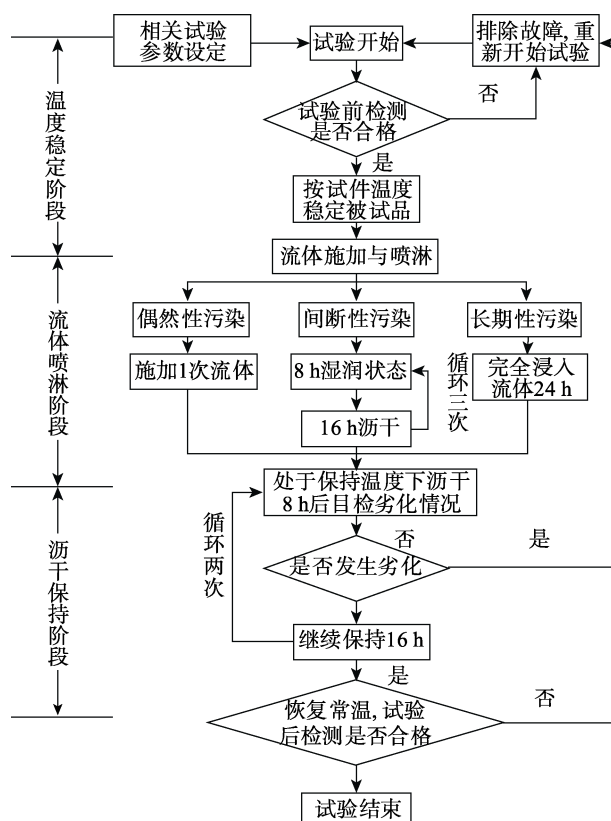 相关试验
参数设定
试验开始
排除故障, 重
新开始试验
试验前检测
是否合格
否
是
按试件温度
稳定被试品
温度稳定阶段
流体施加与喷淋
偶然性污染
间断性污染
长期性污染
施加1次流体
8 h湿润状态
循环三次
完全浸入
流体24 h
16 h沥干
流体喷淋阶段
处于保持温度下沥干
8 h后目检劣化情况
循环两次
否
是
是否发生劣化
继续保持16 h
沥干保持阶段
是
否
恢复常温, 试验
后检测是否合格
试验结束